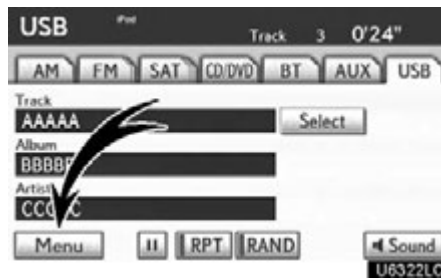 USB iPod Track 3 0'24"
AM FM SAT CD/DVD BT AUX USB
Track
AAAAA Select
Album
Artist
Menu II RPT RAND Sound